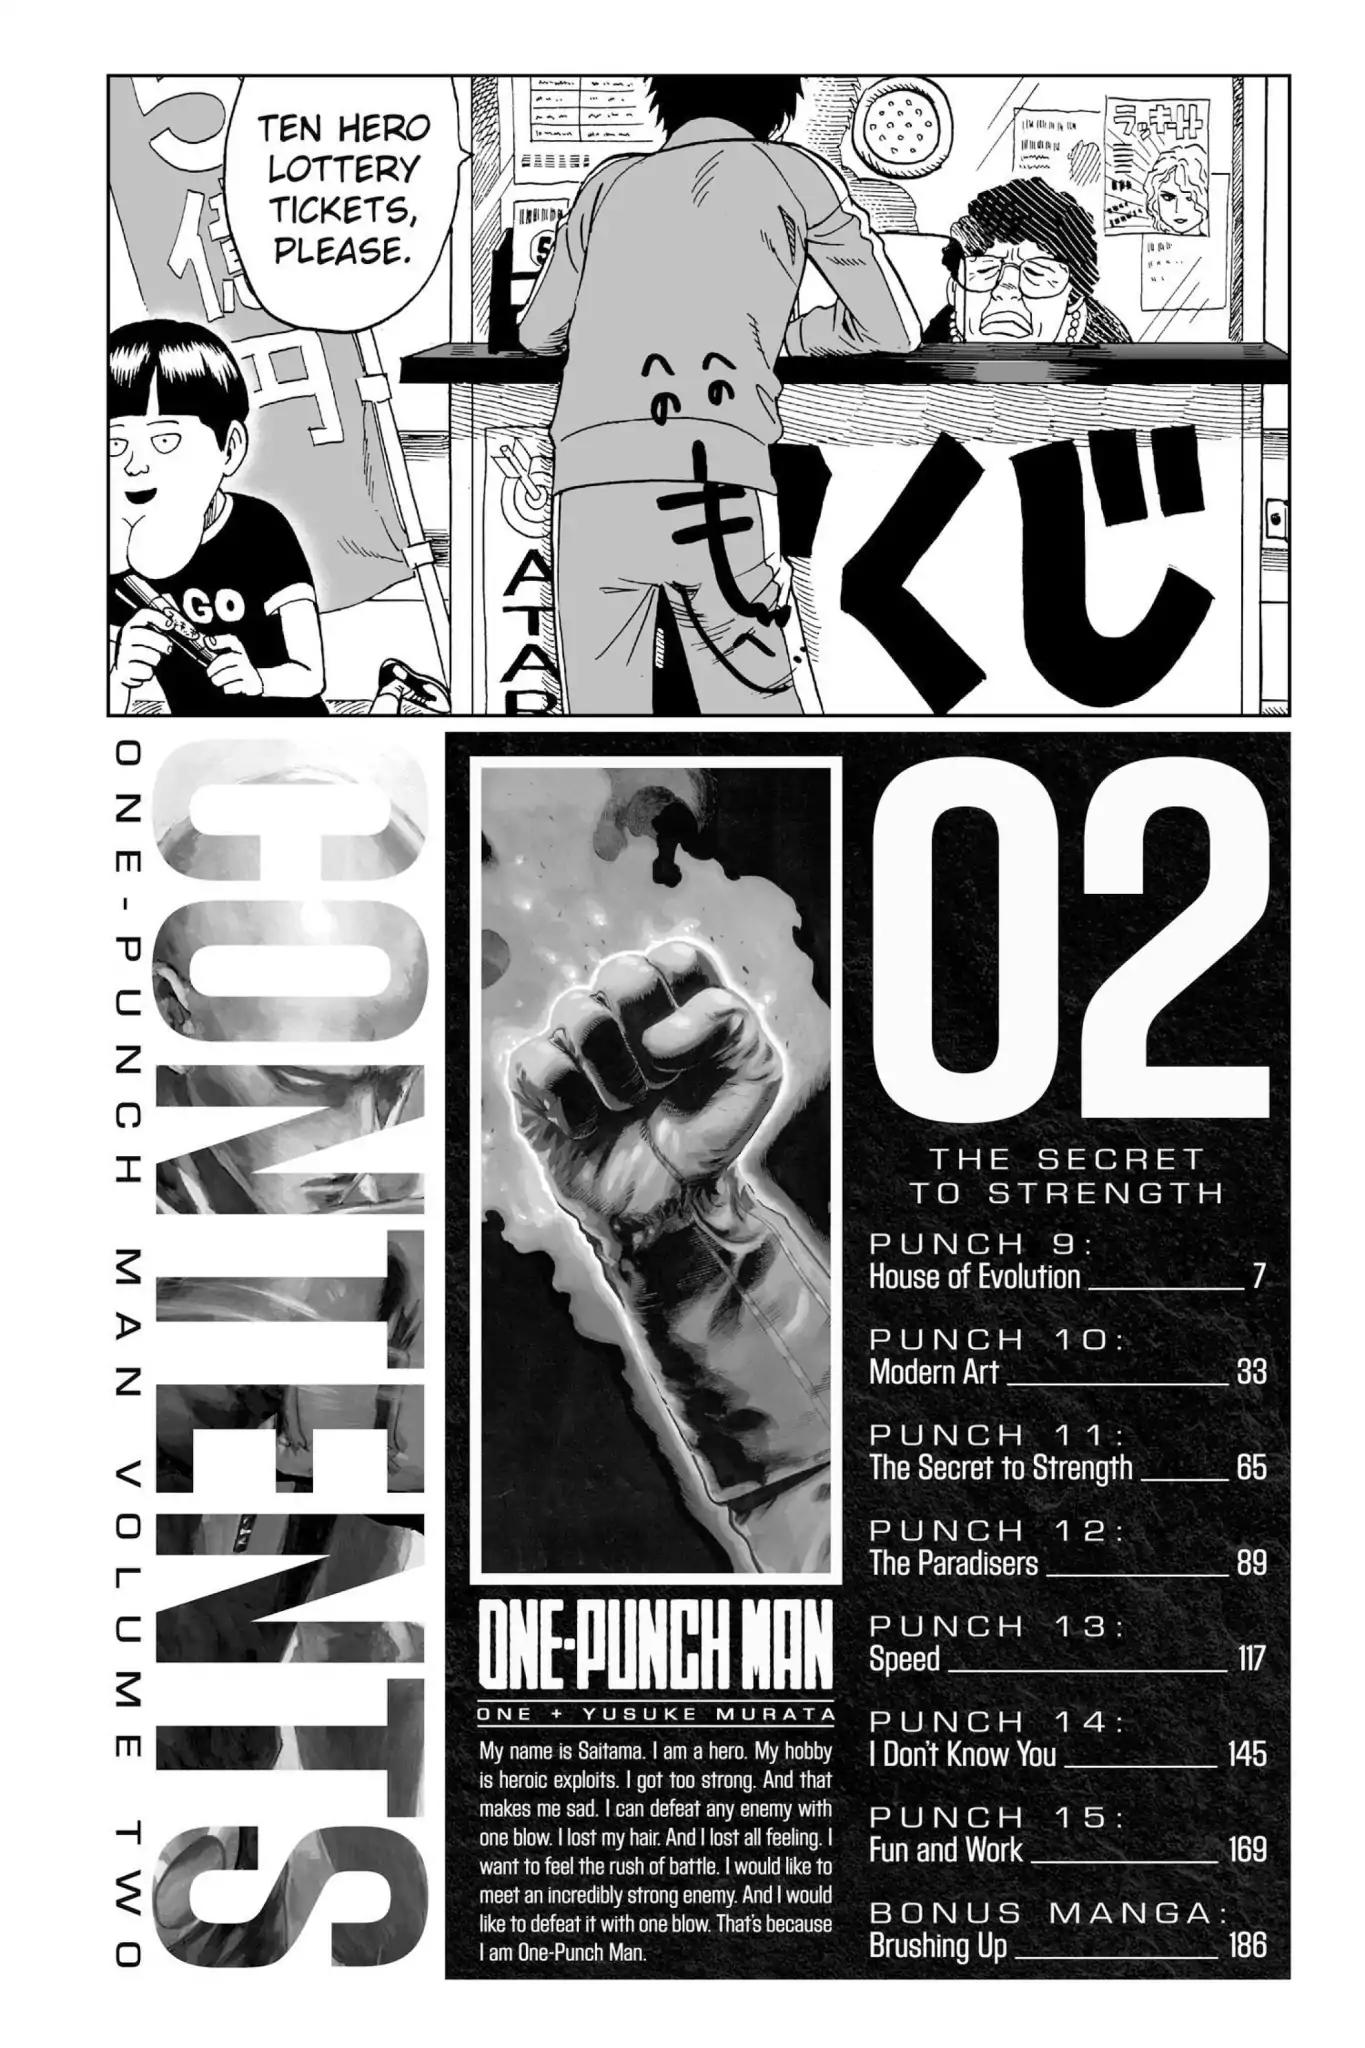 TEN HERO
LOTTERY
TICKETS,
PLEASE.
円
ラッキー
GO
ATAR
くじ
CONTENTS
ONE-PUNCH MAN VOLUME TWO
02
THE SECRET
TO STRENGTH
PUNCH 9:
House of Evolution 7
PUNCH 10:
Modern Art 33
PUNCH 11:
The Secret to Strength 65
PUNCH 12:
The Paradisers 89
PUNCH 13:
Speed 117
PUNCH 14:
I Don't Know You 145
PUNCH 15:
Fun and Work 169
BONUS MANGA:
Brushing Up 186
ONE-PUNCH MAN
ONE + YUSUKE MURATA
My name is Saitama. I am a hero. My hobby
is heroic exploits. I got too strong. And that
makes me sad. I can defeat any enemy with
one blow. I lost my hair. And I lost all feeling. I
want to feel the rush of battle. I would like to
meet an incredibly strong enemy. And I would
like to defeat it with one blow. That's because
I am One-Punch Man.